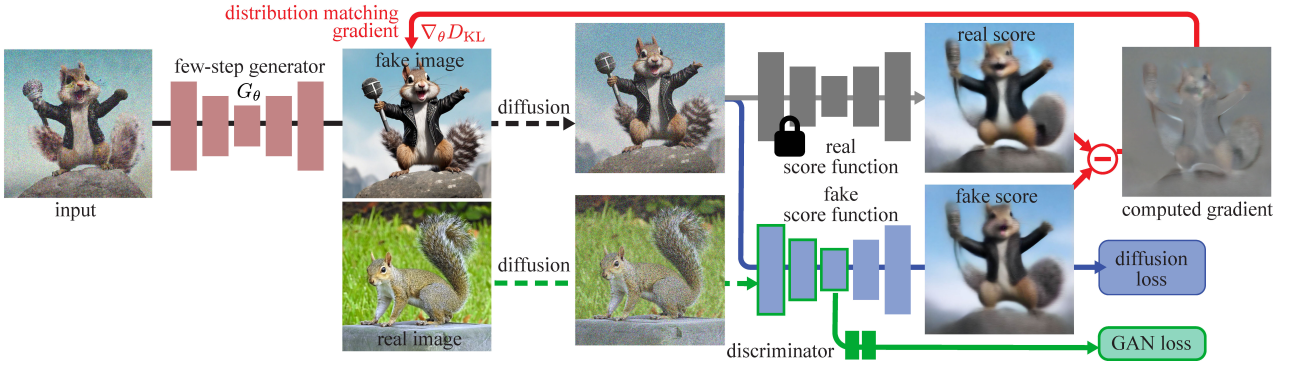 distribution matching
gradient
∇θDKL
input
few-step generator
Gθ
fake image
diffusion
real image
diffusion
real
score function
fake
score function
discriminator
real score
fake score
computed gradient
diffusion
loss
GAN loss